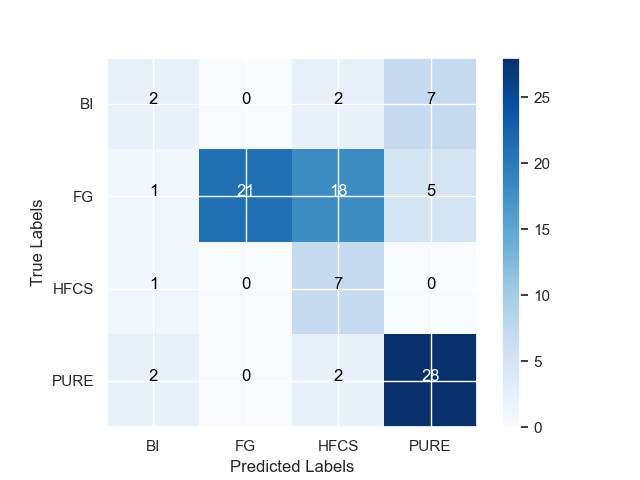 BI 2 0 2 7
FG 1 21 18 5
HFCS 1 0 7 0
PURE 2 0 2 28
BI FG HFCS PURE
Predicted Labels
True Labels
25
20
15
10
5
0